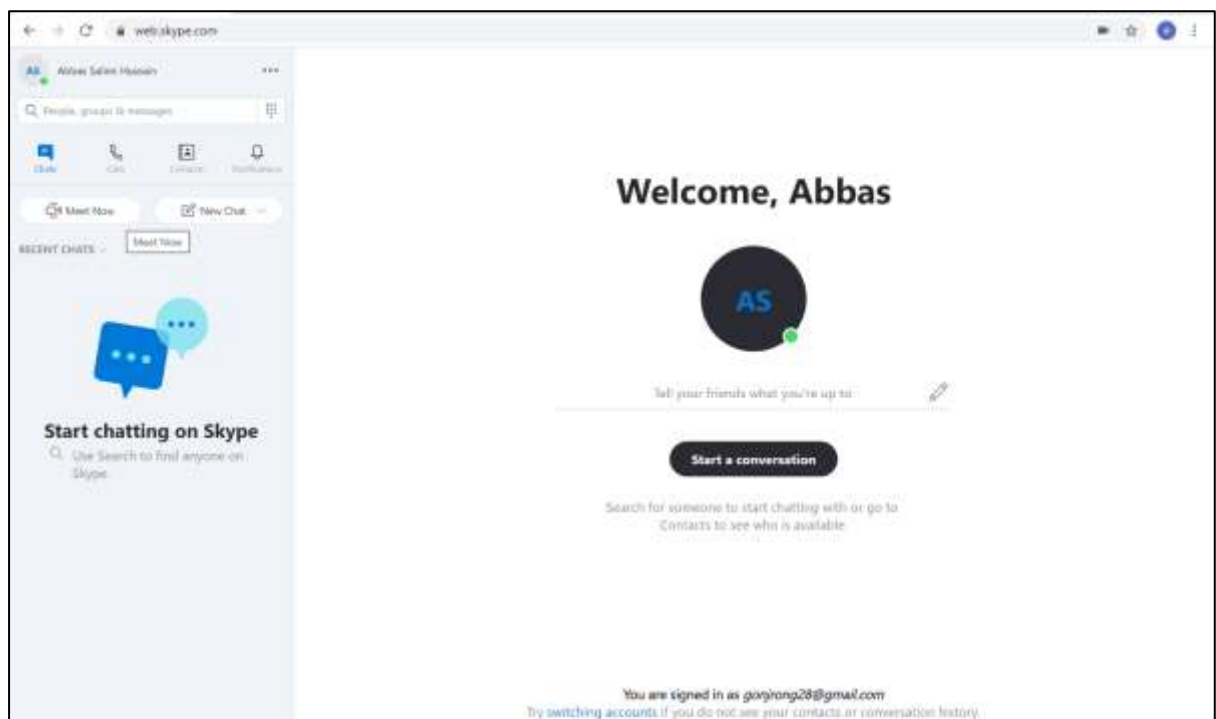 web.skype.com
AS
Abbas Salien Hussain
People, groups & messages
Chats Calls Contacts Notifications
Meet Now New Chat
Meet Now
RECENT CHATS
Start chatting on Skype
Use Search to find anyone on
Skype.
Welcome, Abbas
AS
Tell your friends what you're up to
Start a conversation
Search for someone to start chatting with or go to
Contacts to see who is available.
You are signed in as gonjrong28@gmail.com
Try switching accounts if you do not see your contacts or conversation history.